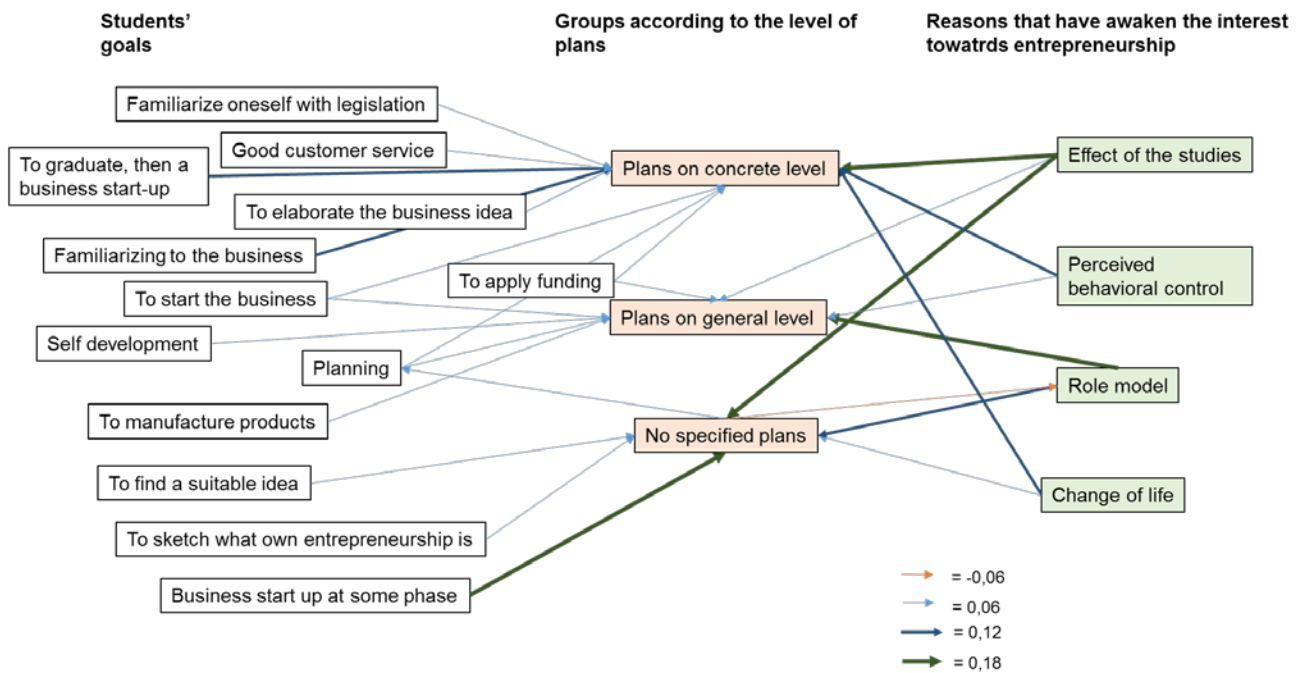 Students'
goals
Groups according to the level of
plans
Reasons that have awaken the interest
towatrds entrepreneurship
Familiarize oneself with legislation
Good customer service
To graduate, then a
business start-up
To elaborate the business idea
Familiarizing to the business
To apply funding
To start the business
Self development
Planning
To manufacture products
To find a suitable idea
To sketch what own entrepreneurship is
Business start up at some phase
Plans on concrete level
Plans on general level
No specified plans
Effect of the studies
Perceived
behavioral control
Role model
Change of life
= -0,06
= 0,06
= 0,12
= 0,18